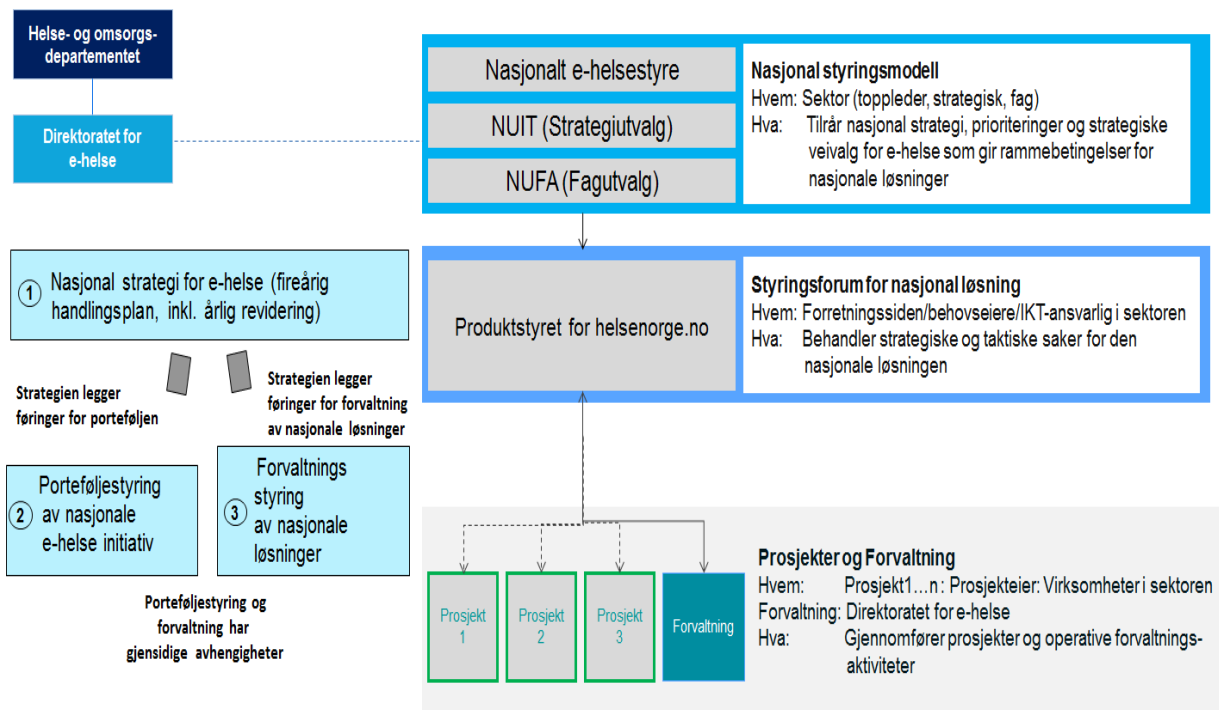 Helse- og omsorgs-
departementet
Direktoratet for
e-helse
Nasjonalt e-helsestyre
NUIT (Strategiutvalg)
NUFA (Fagutvalg)
Nasjonal styringsmodell
Hvem: Sektor (toppleder, strategisk, fag)
Hva: Tilrår nasjonal strategi, prioriteringer og strategiske
veivalg for e-helse som gir rammebetingelser for
nasjonale løsninger
1 Nasjonal strategi for e-helse (fireårig
handlingsplan, inkl. årlig revidering)
Strategien legger
føringer for porteføljen
Strategien legger
føringer for forvaltning
av nasjonale løsninger
2 Porteføljestyring
av nasjonale
e-helse initiativ
3 Forvaltnings
styring
av nasjonale
løsninger
Porteføljestyring og
forvaltning har
gjensidige avhengigheter
Produktstyret for helsenorge.no
Styringsforum for nasjonal løsning
Hvem: Forretningssiden/behovseiere/IKT-ansvarlig i sektoren
Hva: Behandler strategiske og taktiske saker for den
nasjonale løsningen
Prosjekt
1
Prosjekt
2
Prosjekt
3
Forvaltning
Prosjekter og Forvaltning
Hvem: Prosjekt1...n : Prosjekteier: Virksomheter i sektoren
Forvaltning: Direktoratet for e-helse
Hva: Gjennomfører prosjekter og operative forvaltnings-
aktiviteter